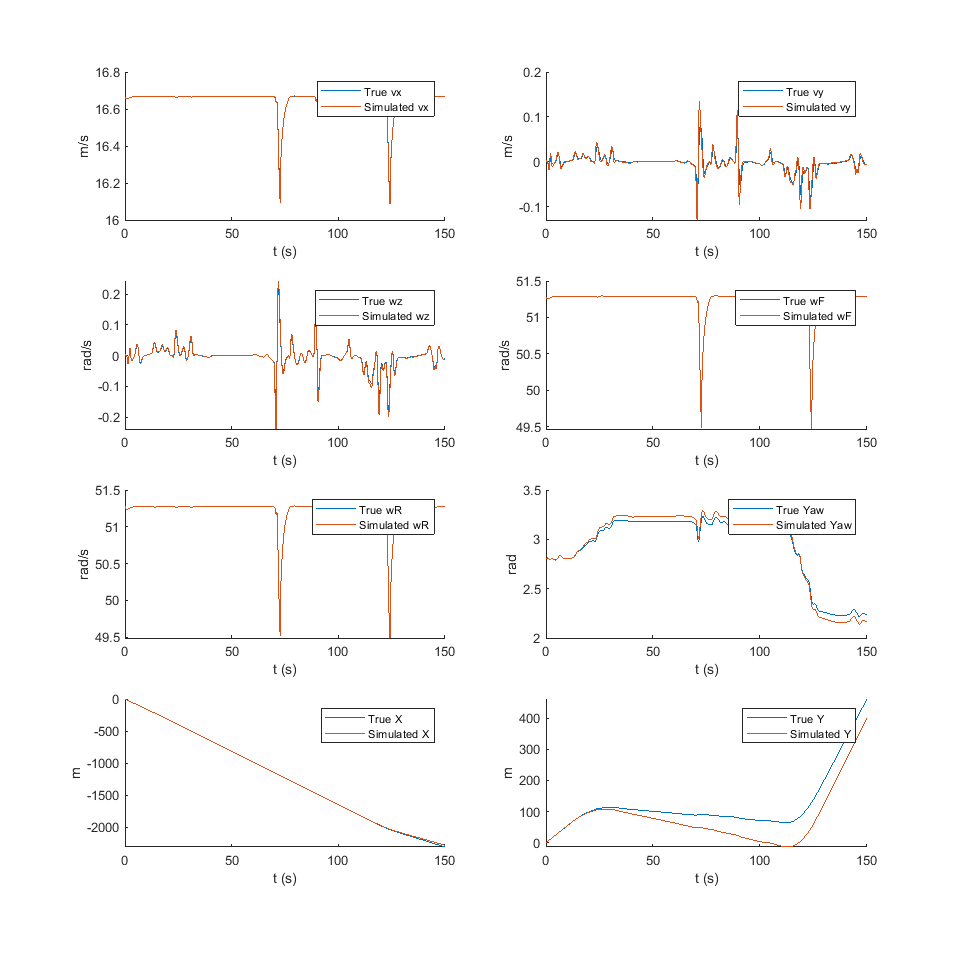 16.8
16.6
16.4
16.2
16
m/s
0
50
100
150
t (s)
True vx
Simulated vx
0.2
0.1
0
-0.1
m/s
0
50
100
150
t (s)
True vy
Simulated vy
0.2
0.1
0
-0.1
-0.2
rad/s
0
50
100
150
t (s)
True wz
Simulated wz
51.5
51
50.5
50
49.5
rad/s
0
50
100
150
t (s)
True wF
Simulated wF
51.5
51
50.5
50
49.5
rad/s
0
50
100
150
t (s)
True wR
Simulated wR
3.5
3
2.5
2
rad
0
50
100
150
t (s)
True Yaw
Simulated Yaw
0
-500
-1000
-1500
-2000
m
0
50
100
150
t (s)
True X
Simulated X
400
300
200
100
0
m
0
50
100
150
t (s)
True Y
Simulated Y